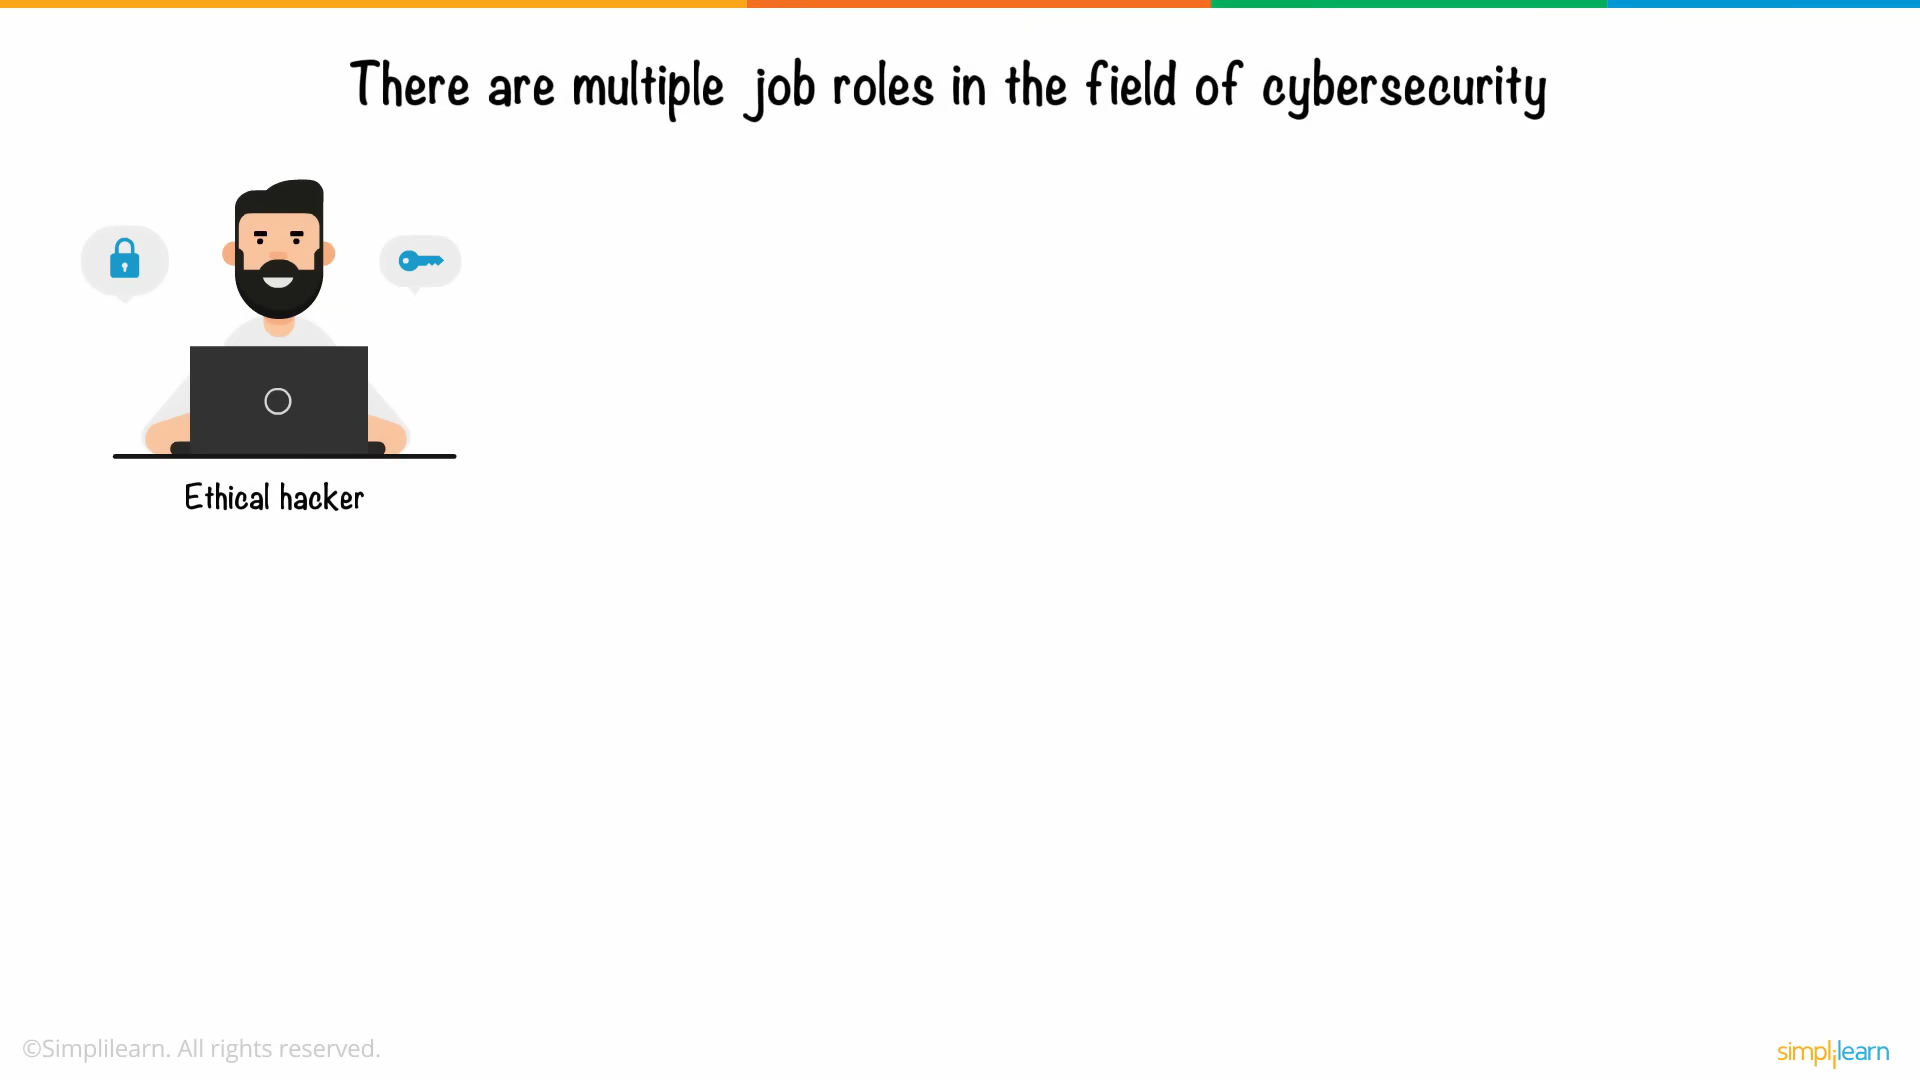 There are multiple job roles in the field of cybersecurity
Ethical hacker
©Simplilearn. All rights reserved.
simplilearn